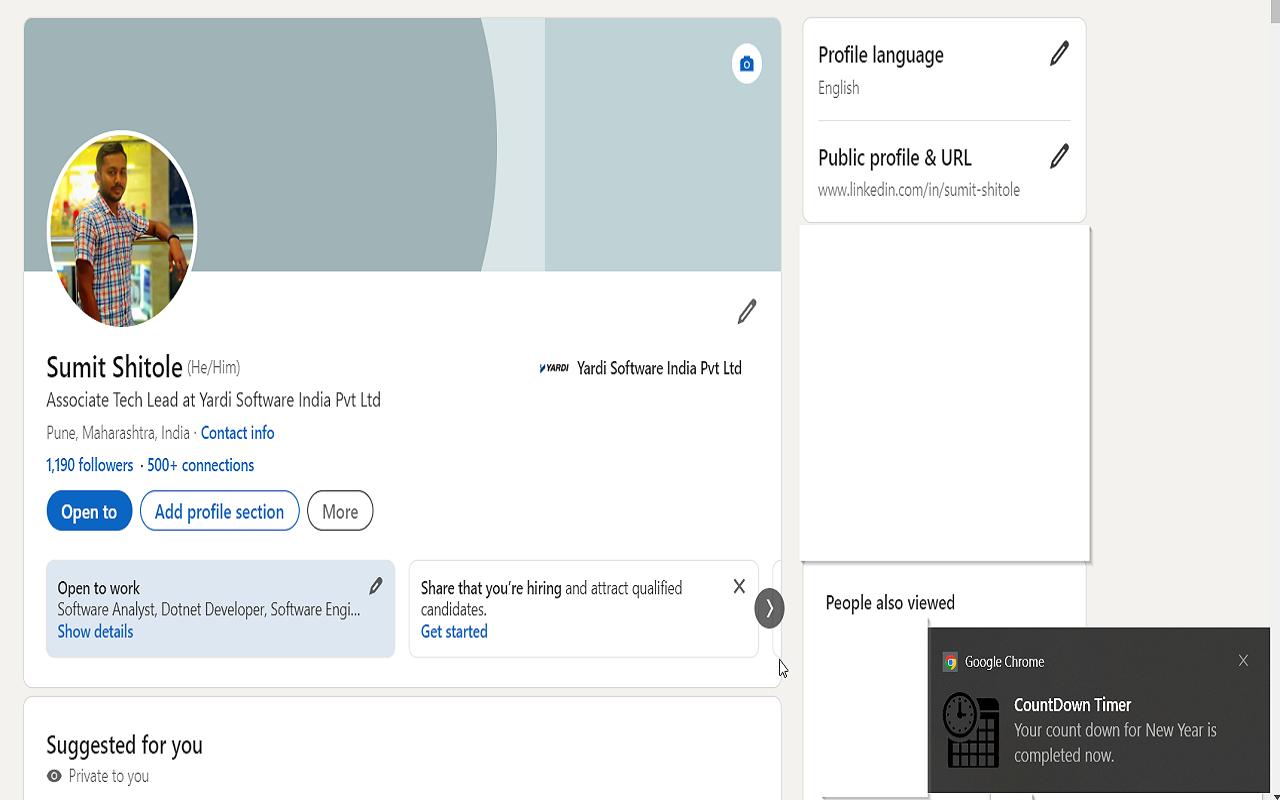 Profile language
English
Public profile & URL
www.linkedin.com/in/sumit-shitole
Sumit Shitole (He/Him)
YARDI Yardi Software India Pvt Ltd
Associate Tech Lead at Yardi Software India Pvt Ltd
Pune, Maharashtra, India · Contact info
1,190 followers · 500+ connections
Open to
Add profile section
More
Open to work
Software Analyst, Dotnet Developer, Software Engi...
Show details
Share that you're hiring and attract qualified
candidates.
Get started
People also viewed
Google Chrome
CountDown Timer
Your count down for New Year is
completed now.
Suggested for you
Private to you